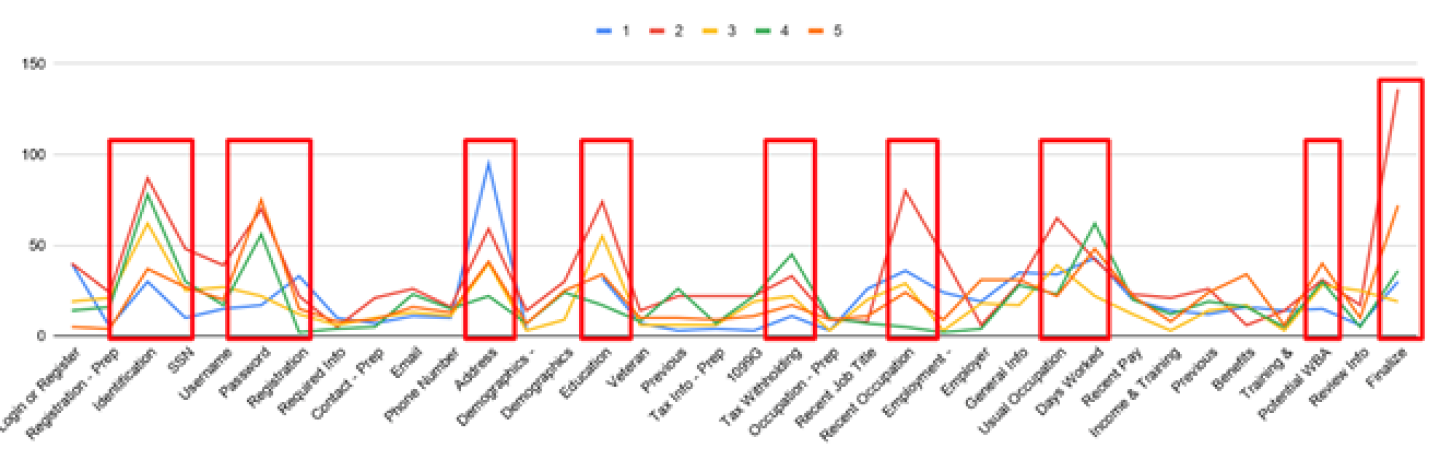 1 2 3 4 5
150
100
50
0
Login or Register
Registration - Prep
Identification
SSN
Username
Password
Registration
Required Info
Contact - Prep
Email
Phone Number
Address
Demographics -
Demographics
Education
Veteran
Previous
Tax Info - Prep
1099G
Tax Withholding
Occupation - Prep
Recent Job Title
Recent Occupation
Employment -
Employer
General Info
Usual Occupation
Days Worked
Recent Pay
Income & Training
Previous
Benefits
Training &
Potential WBA
Review Info
Finalize